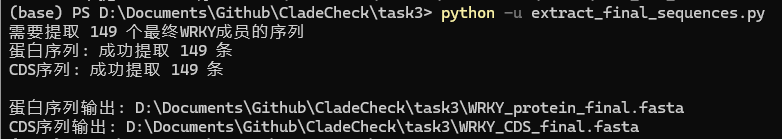 (base) PS D:\Documents\Github\CladeCheck\task3> python -u extract_final_sequences.py
需要提取 149 个最终WRKY成员的序列
蛋白序列: 成功提取 149 条
CDS序列: 成功提取 149 条
蛋白序列输出: D:\Documents\Github\CladeCheck\task3\WRKY_protein_final.fasta
CDS序列输出: D:\Documents\Github\CladeCheck\task3\WRKY_CDS_final.fasta